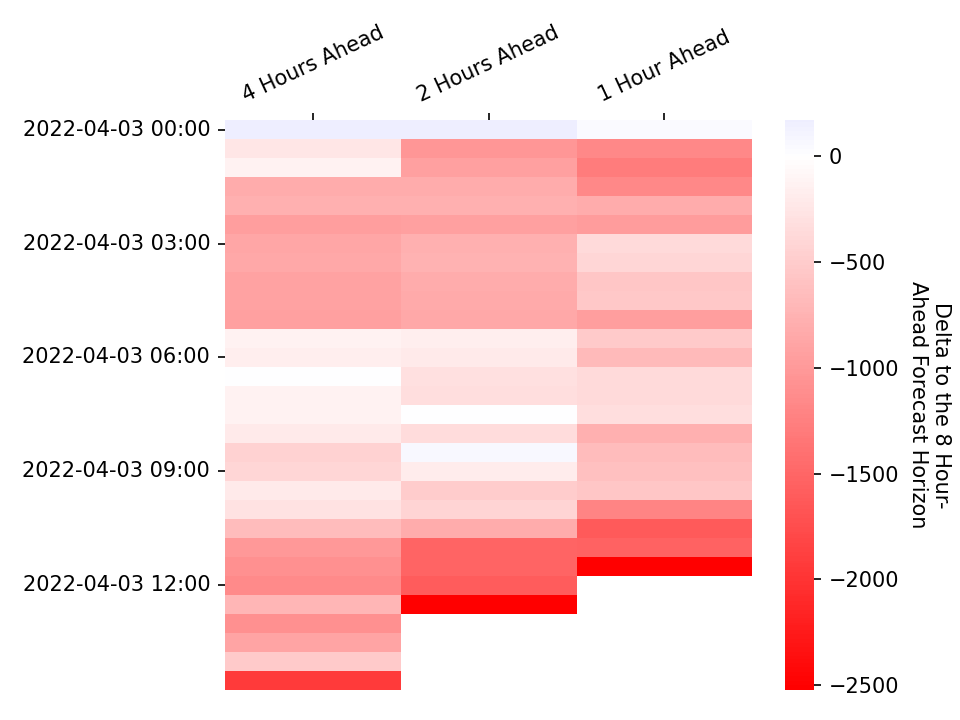 4 Hours Ahead
2 Hours Ahead
1 Hour Ahead
2022-04-03 00:00
2022-04-03 03:00
2022-04-03 06:00
2022-04-03 09:00
2022-04-03 12:00
0
−500
−1000
−1500
−2000
−2500
Delta to the 8 Hour-
Ahead Forecast Horizon